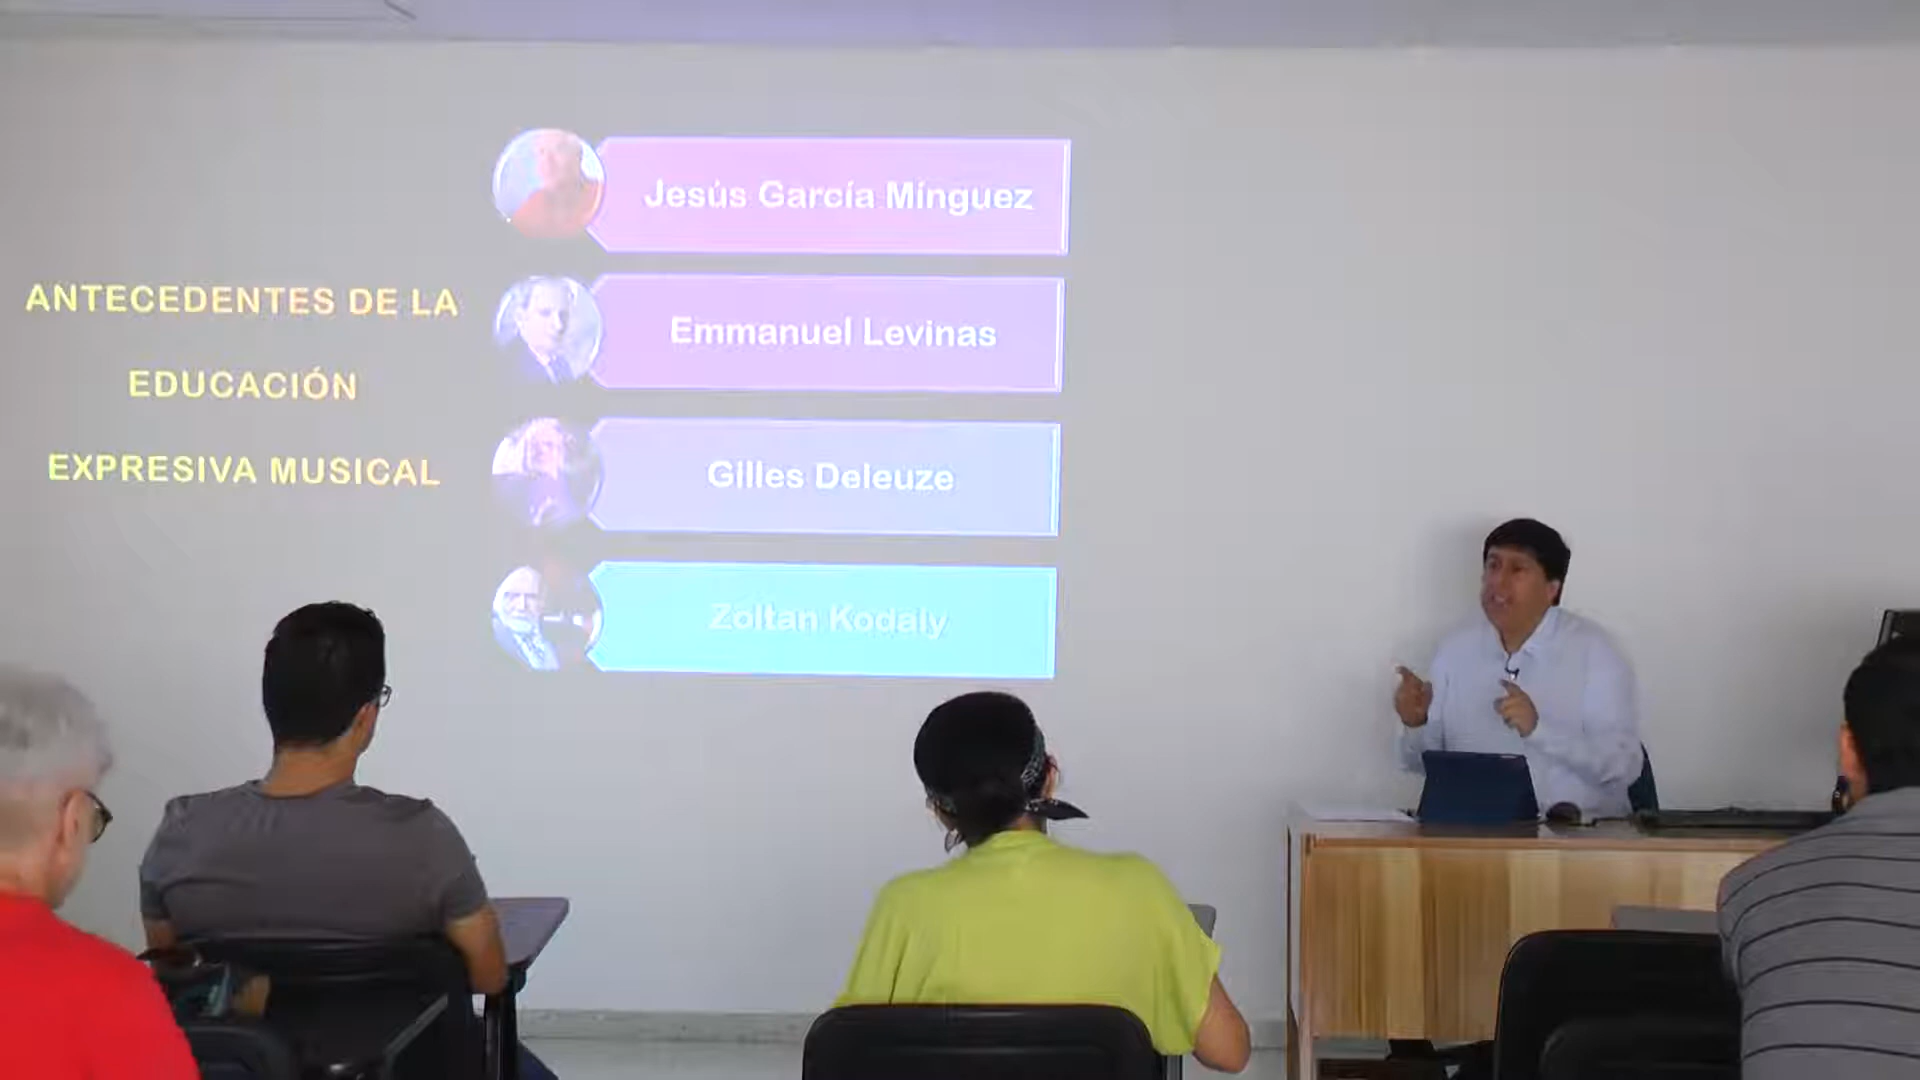 ANTECEDENTES DE LA
EDUCACIÓN
EXPRESIVA MUSICAL
Jesús García Mínguez
Emmanuel Levinas
Gilles Deleuze
Zoltan Kodaly